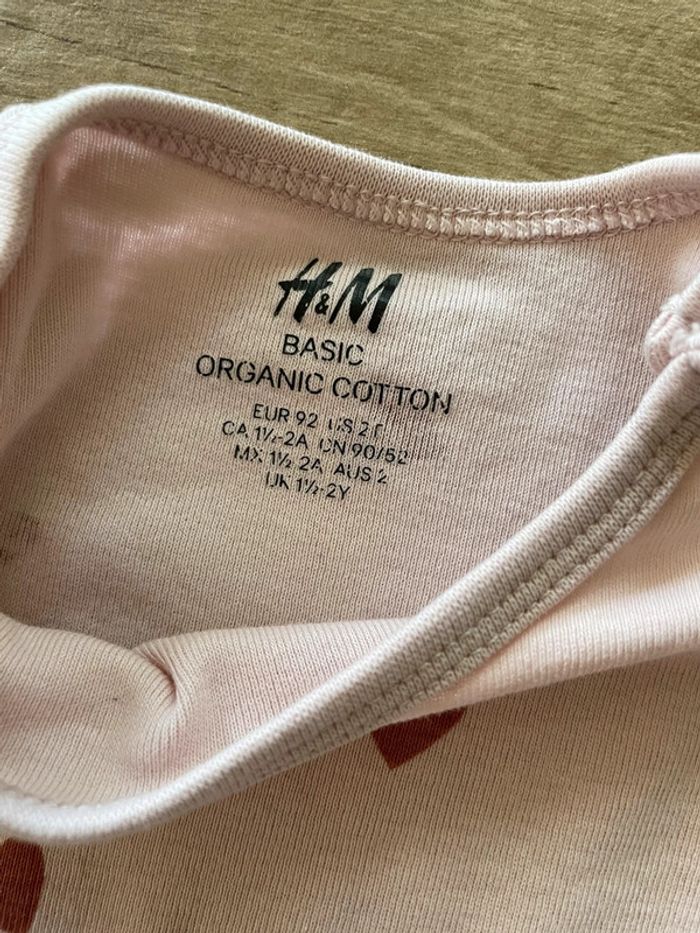 H&M
BASIC
ORGANIC COTTON
EUR 92 US 2T
CA 1½-2A CN 90/52
MX 1½-2A AUS 2
UK 1½-2Y